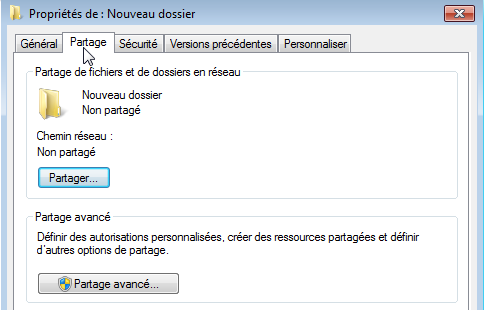 Propriétés de : Nouveau dossier
Général Partage Sécurité Versions précédentes Personnaliser
Partage de fichiers et de dossiers en réseau
Nouveau dossier
Non partagé
Chemin réseau :
Non partagé
Partager...
Partage avancé
Définir des autorisations personnalisées, créer des ressources partagées et définir
d'autres options de partage.
Partage avancé...